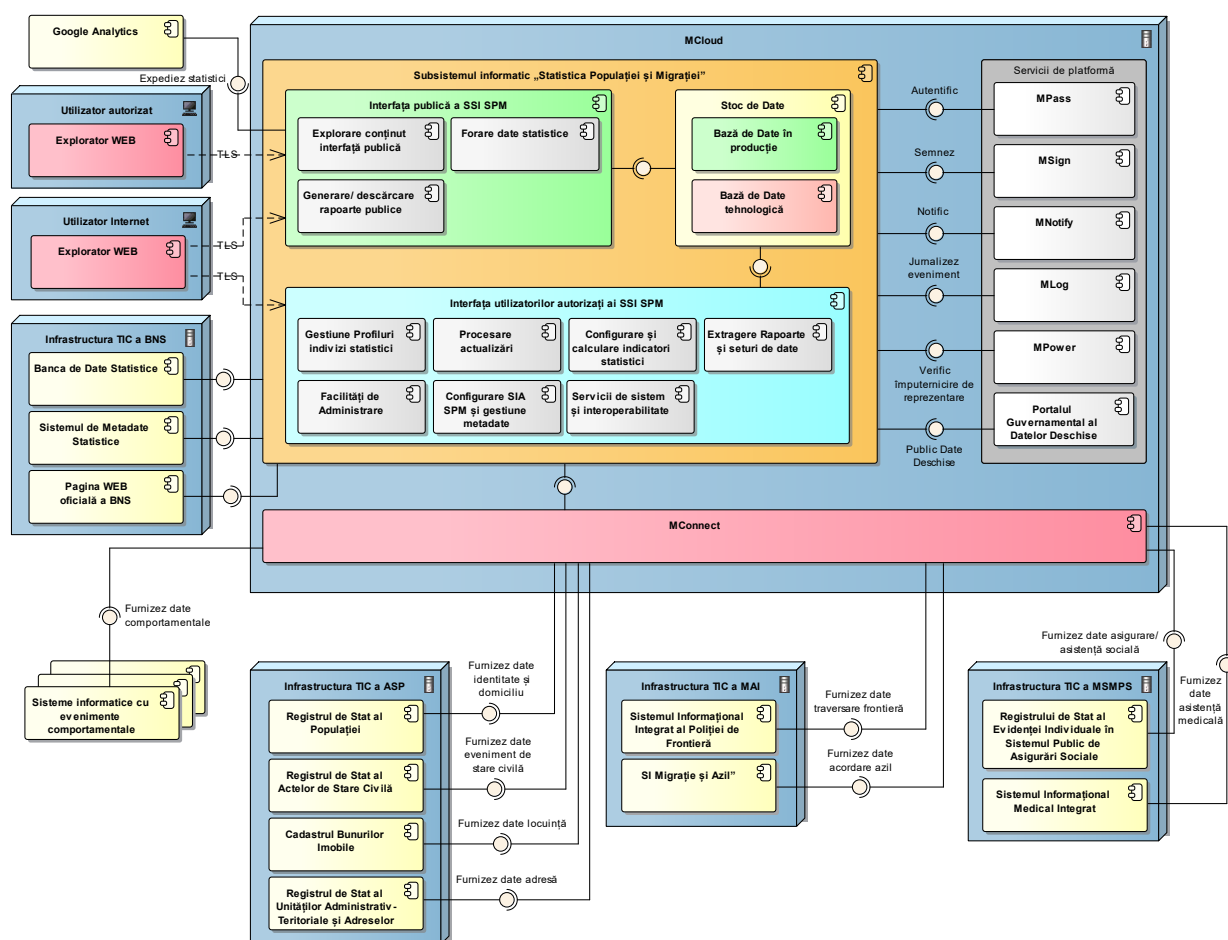 Google Analytics
Expediez statistici
Utilizator autorizat
Explorator WEB
TLS
Utilizator Internet
Explorator WEB
TLS
TLS
Infrastructura TIC a BNS
Banca de Date Statistice
Sistemul de Metadate
Statistice
Pagina WEB
oficială a BNS
MCloud
Subsistemul informatic „Statistica Populației și Migrației”
Interfața publică a SSI SPM
Explorare conținut
interfață publică
Forare date statistice
Generare/ descărcare
rapoarte publice
Stoc de Date
Bază de Date în
producție
Bază de Date
tehnologică
Interfața utilizatorilor autorizați ai SSI SPM
Gestiune Profiluri
indivizi statistici
Procesare
actualizări
Configurare și
calculare indicatori
statistici
Extragere Rapoarte
și seturi de date
Facilități de
Administrare
Configurare SIA
SPM și gestiune
metadate
Servicii de sistem
și interoperabilitate
Autentific
Semnez
Notific
Jurnalizez
eveniment
Verific
împuternicire de
reprezentare
Public Date
Deschise
Servicii de platformă
MPass
MSign
MNotify
MLog
MPower
Portalul
Guvernamental al
Datelor Deschise
MConnect
Furnizez date
comportamentale
Sisteme informatice cu
evenimente
comportamentale
Infrastructura TIC a ASP
Registrul de Stat al
Populației
Registrul de Stat al
Actelor de Stare Civilă
Cadastrul Bunurilor
Imobile
Registrul de Stat al
Unităților Administrativ-
Teritoriale și Adreselor
Furnizez date
identitate și
domiciliu
Furnizez date
eveniment de
stare civilă
Furnizez date locuință
Furnizez date adresă
Infrastructura TIC a MAI
Sistemul Informațional
Integrat al Poliției de
Frontieră
SI Migrație și Azil”
Furnizez date
traversare frontieră
Furnizez date
acordare azil
Furnizez date asigurare/
asistență socială
Infrastructura TIC a MSMPS
Registrului de Stat al
Evidenței Individuale în
Sistemul Public de
Asigurări Sociale
Sistemul Informațional
Medical Integrat
Furnizez
date
asistență
medicală